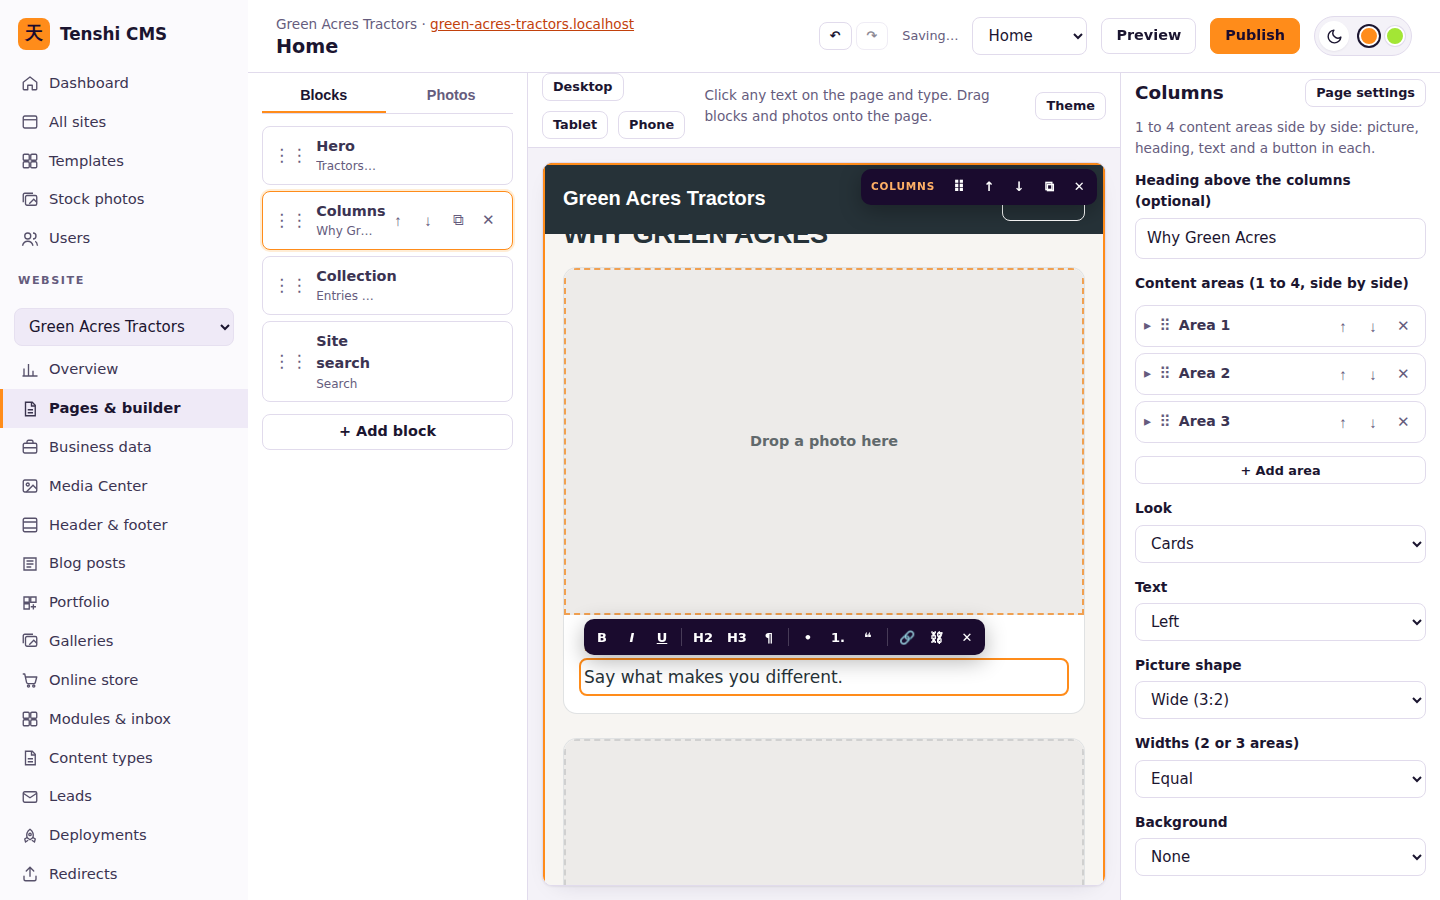 天 Tenshi CMS
Dashboard
All sites
Templates
Stock photos
Users
WEBSITE
Green Acres Tractors
Overview
Pages & builder
Business data
Media Center
Header & footer
Blog posts
Portfolio
Galleries
Online store
Modules & inbox
Content types
Leads
Deployments
Redirects
Green Acres Tractors · green-acres-tractors.localhost
Home
Saving…
Home
Preview
Publish
Blocks
Photos
Hero
Tractors…
Columns
Why Gr…
Collection
Entries …
Site
search
Search
+ Add block
Desktop
Tablet
Phone
Click any text on the page and type. Drag
blocks and photos onto the page.
Theme
Green Acres Tractors
COLUMNS
WHY GREEN ACRES
Drop a photo here
B I U H2 H3 ¶ • 1. ❝
Say what makes you different.
Columns
Page settings
1 to 4 content areas side by side: picture,
heading, text and a button in each.
Heading above the columns
(optional)
Why Green Acres
Content areas (1 to 4, side by side)
Area 1
Area 2
Area 3
+ Add area
Look
Cards
Text
Left
Picture shape
Wide (3:2)
Widths (2 or 3 areas)
Equal
Background
None